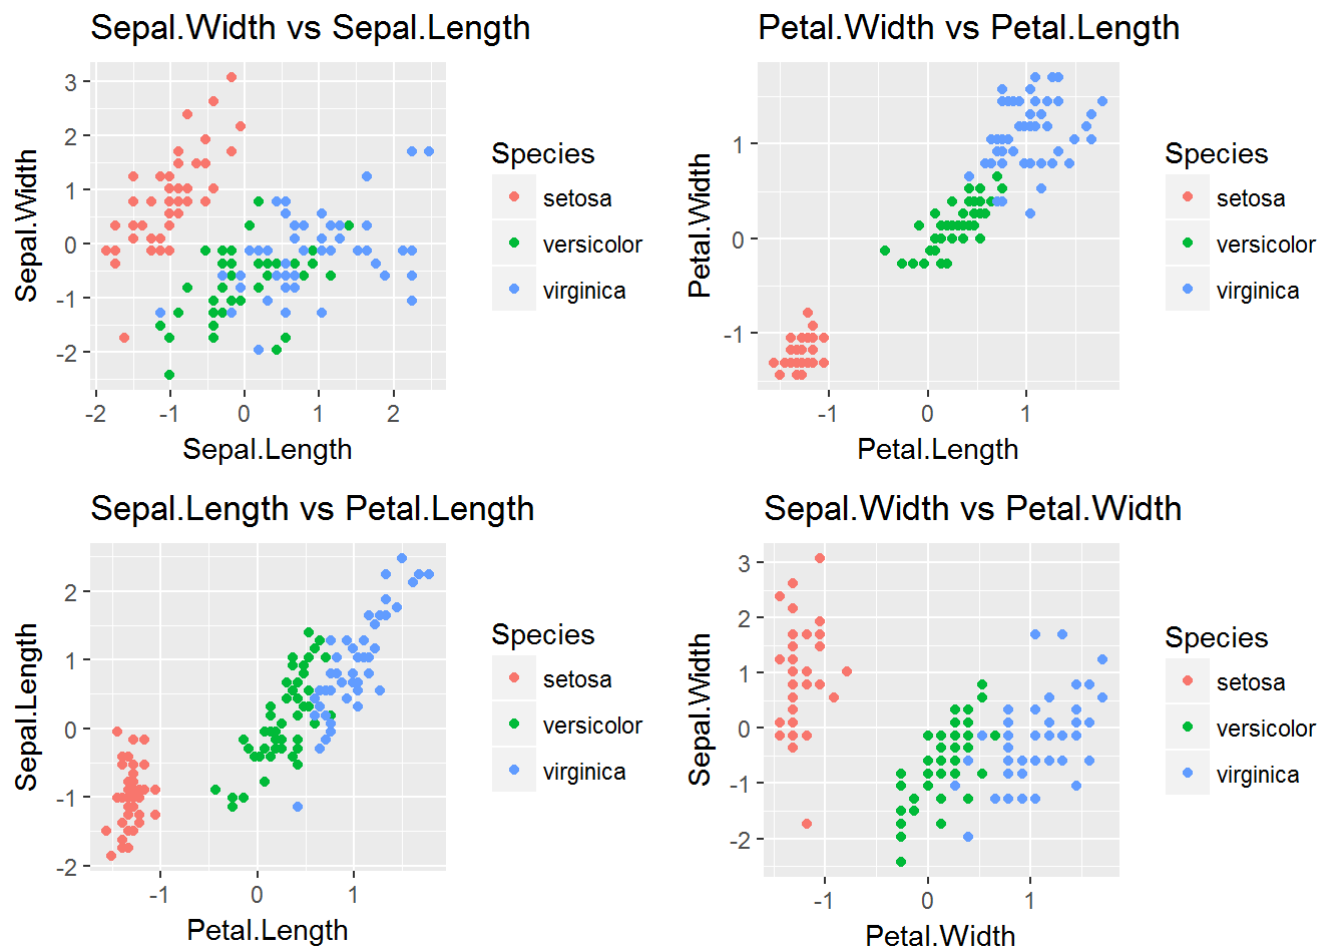 Sepal.Width vs Sepal.Length
Sepal.Width
3
2
1
0
-1
-2
-2 -1 0 1 2
Sepal.Length
Species
setosa
versicolor
virginica
Petal.Width vs Petal.Length
Petal.Width
1
0
-1
-1 0 1
Petal.Length
Species
setosa
versicolor
virginica
Sepal.Length vs Petal.Length
Sepal.Length
2
1
0
-1
-2
-1 0 1
Petal.Length
Species
setosa
versicolor
virginica
Sepal.Width vs Petal.Width
Sepal.Width
3
2
1
0
-1
-2
-1 0 1
Petal.Width
Species
setosa
versicolor
virginica